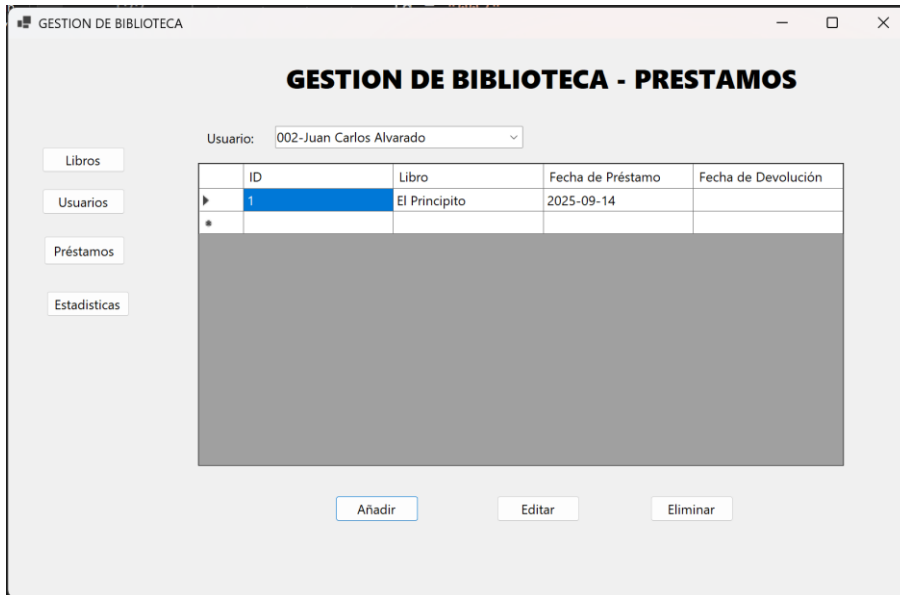 GESTION DE BIBLIOTECA
GESTION DE BIBLIOTECA - PRESTAMOS
Usuario: 002-Juan Carlos Alvarado
Libros
Usuarios
Préstamos
Estadisticas
ID Libro Fecha de Préstamo Fecha de Devolución
1 El Principito 2025-09-14
Añadir Editar Eliminar